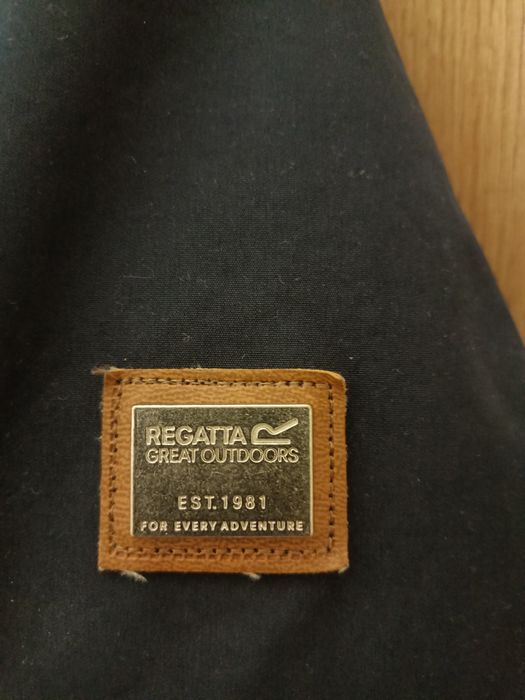 REGATTA R
GREAT OUTDOORS
EST. 1981
FOR EVERY ADVENTURE